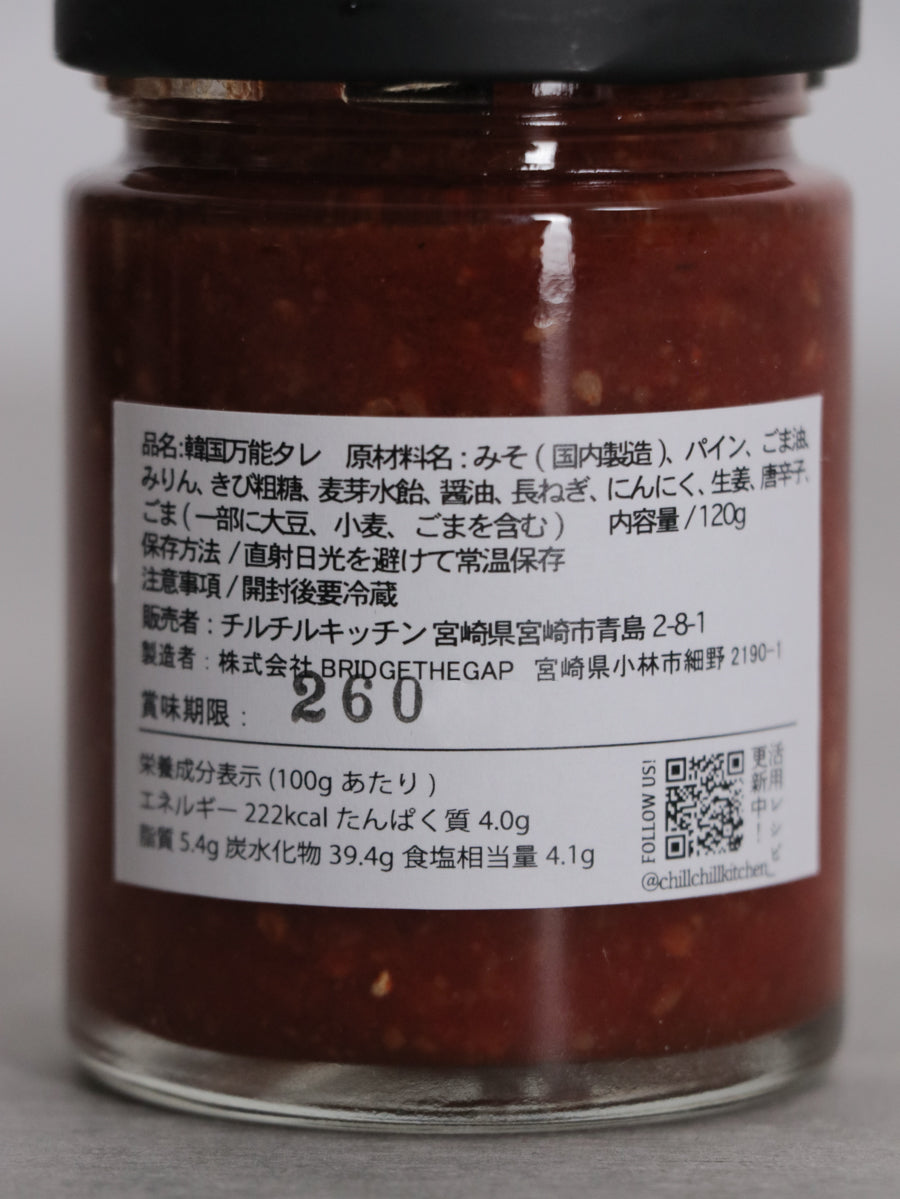 品名:韓国万能タレ　原材料名:みそ(国内製造)、パイン、ごま油、
みりん、きび粗糖、麦芽水飴、醤油、長ねぎ、にんにく、生姜、唐辛子、
ごま(一部に大豆、小麦、ごまを含む)　内容量/120g
保存方法/直射日光を避けて常温保存
注意事項/開封後要冷蔵
販売者:チルチルキッチン 宮崎県宮崎市青島 2-8-1
製造者:株式会社 BRIDGETHEGAP 宮崎県小林市細野 2190-1
賞味期限: 260
栄養成分表示(100gあたり)
エネルギー 222kcal たんぱく質 4.0g
脂質 5.4g 炭水化物 39.4g 食塩相当量 4.1g
FOLLOW US!
活用レシピ
更新中!
@chillchillkitchen_